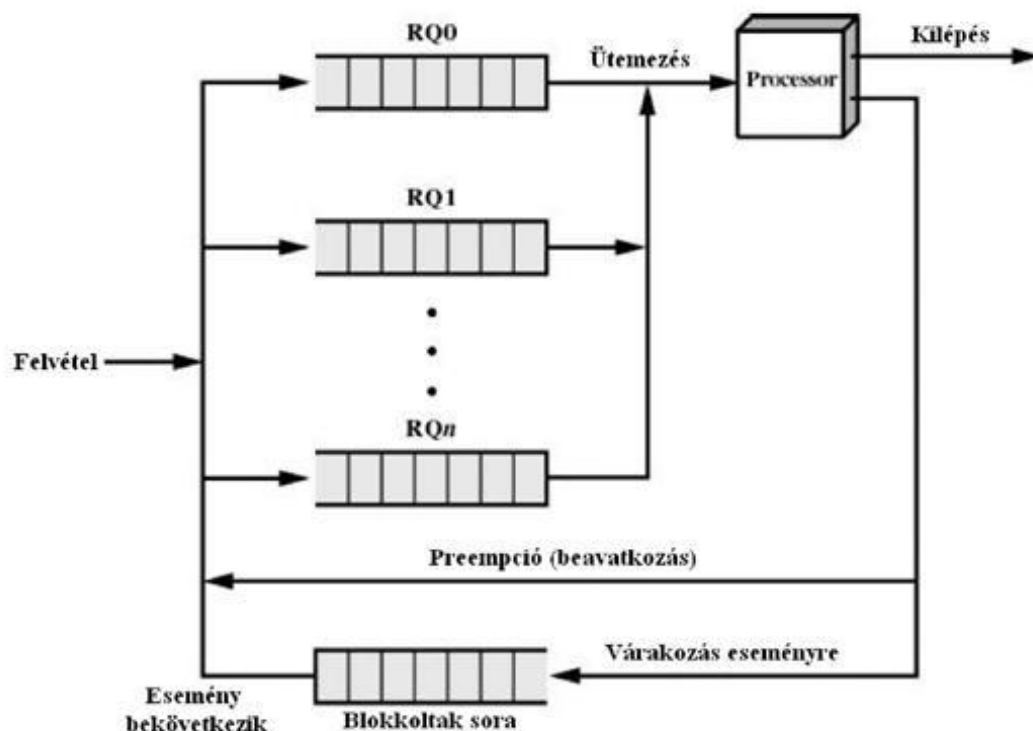 RQ0
Ütemezés
Processor
Kilépés
RQ1
Felvétel
RQn
Preempció (beavatkozás)
Várakozás eseményre
Esemény
bekövetkezik
Blokkoltak sora